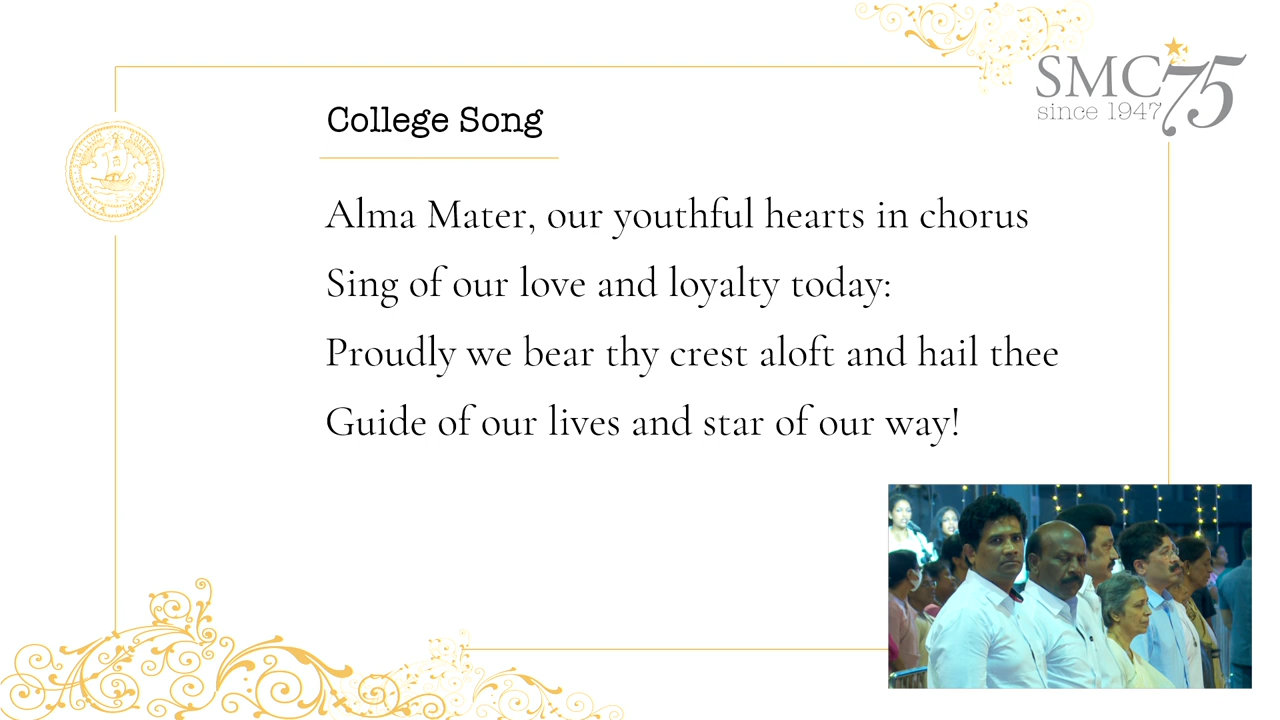 SMC 75
since 1947
College Song
Alma Mater, our youthful hearts in chorus
Sing of our love and loyalty today:
Proudly we bear thy crest aloft and hail thee
Guide of our lives and star of our way!
STELLA MARIS